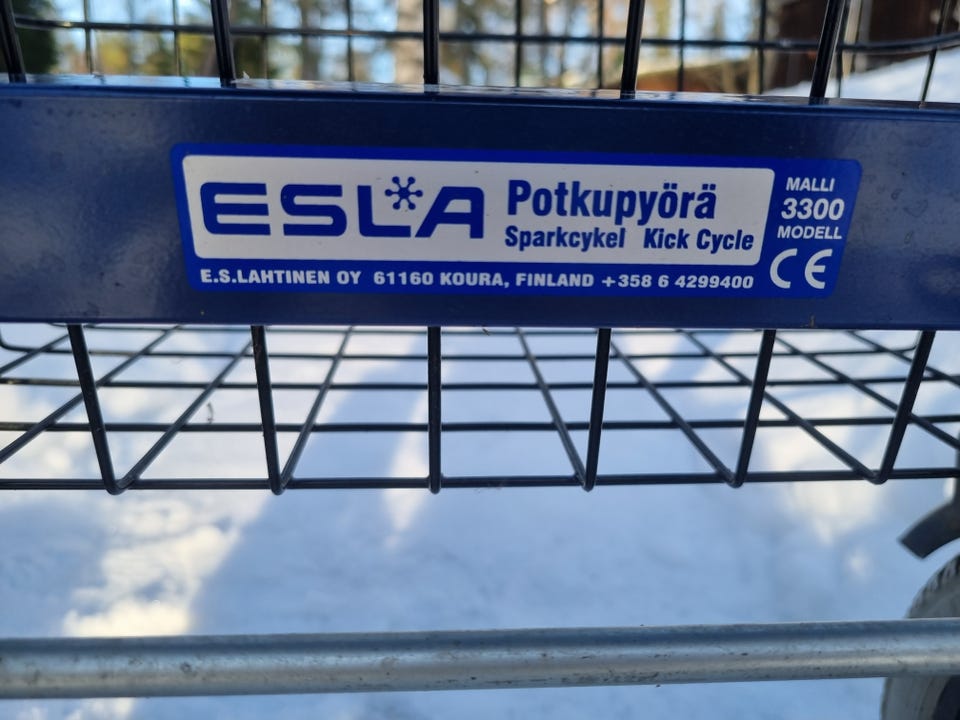 ESLA
Potkupyörä
Sparkcykel Kick Cycle
MALLI
3300
MODELL
CE
E.S.LAHTINEN OY 61160 KOURA, FINLAND +358 6 4299400